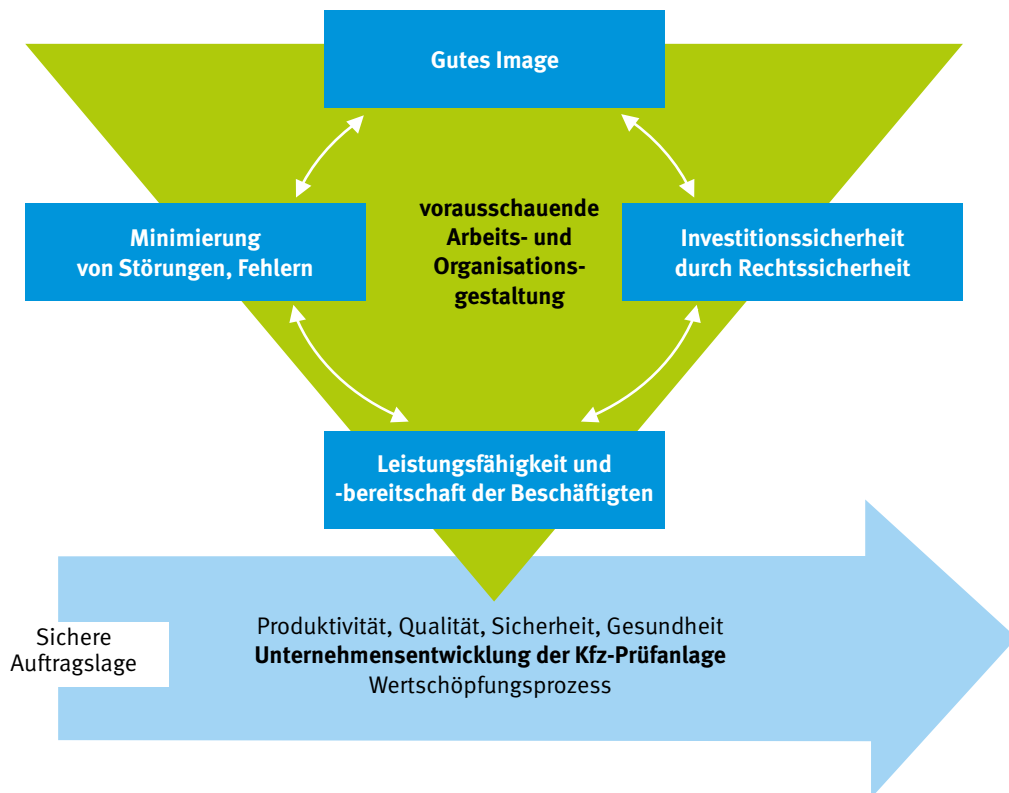 Gutes Image
vorausschauende
Arbeits- und
Organisations-
gestaltung
Minimierung
von Störungen, Fehlern
Investitionssicherheit
durch Rechtssicherheit
Leistungsfähigkeit und
-bereitschaft der Beschäftigten
Sichere
Auftragslage
Produktivität, Qualität, Sicherheit, Gesundheit
Unternehmensentwicklung der Kfz-Prüfanlage
Wertschöpfungsprozess